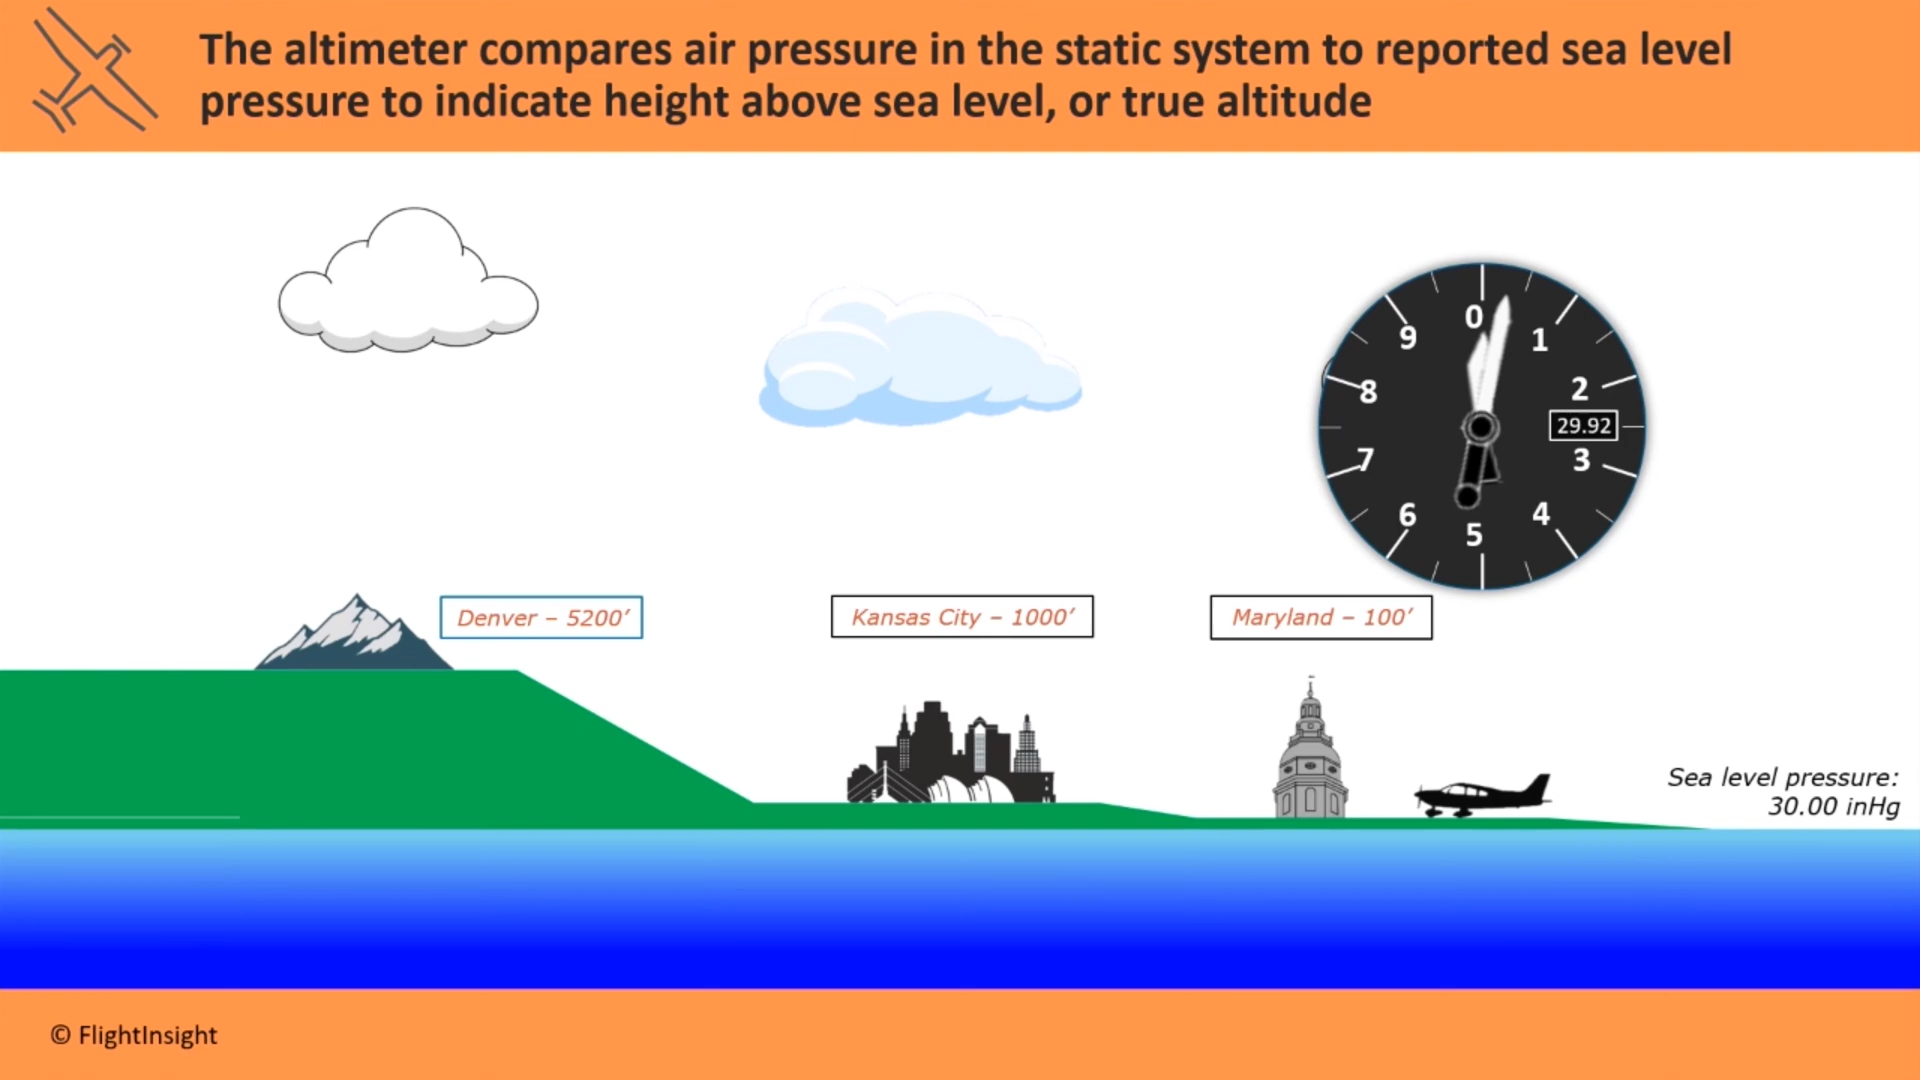 The altimeter compares air pressure in the static system to reported sea level
pressure to indicate height above sea level, or true altitude
0
9
1
8
2
29.92
7
3
6
4
5
Denver – 5200’
Kansas City – 1000’
Maryland – 100’
Sea level pressure:
30.00 inHg
© FlightInsight